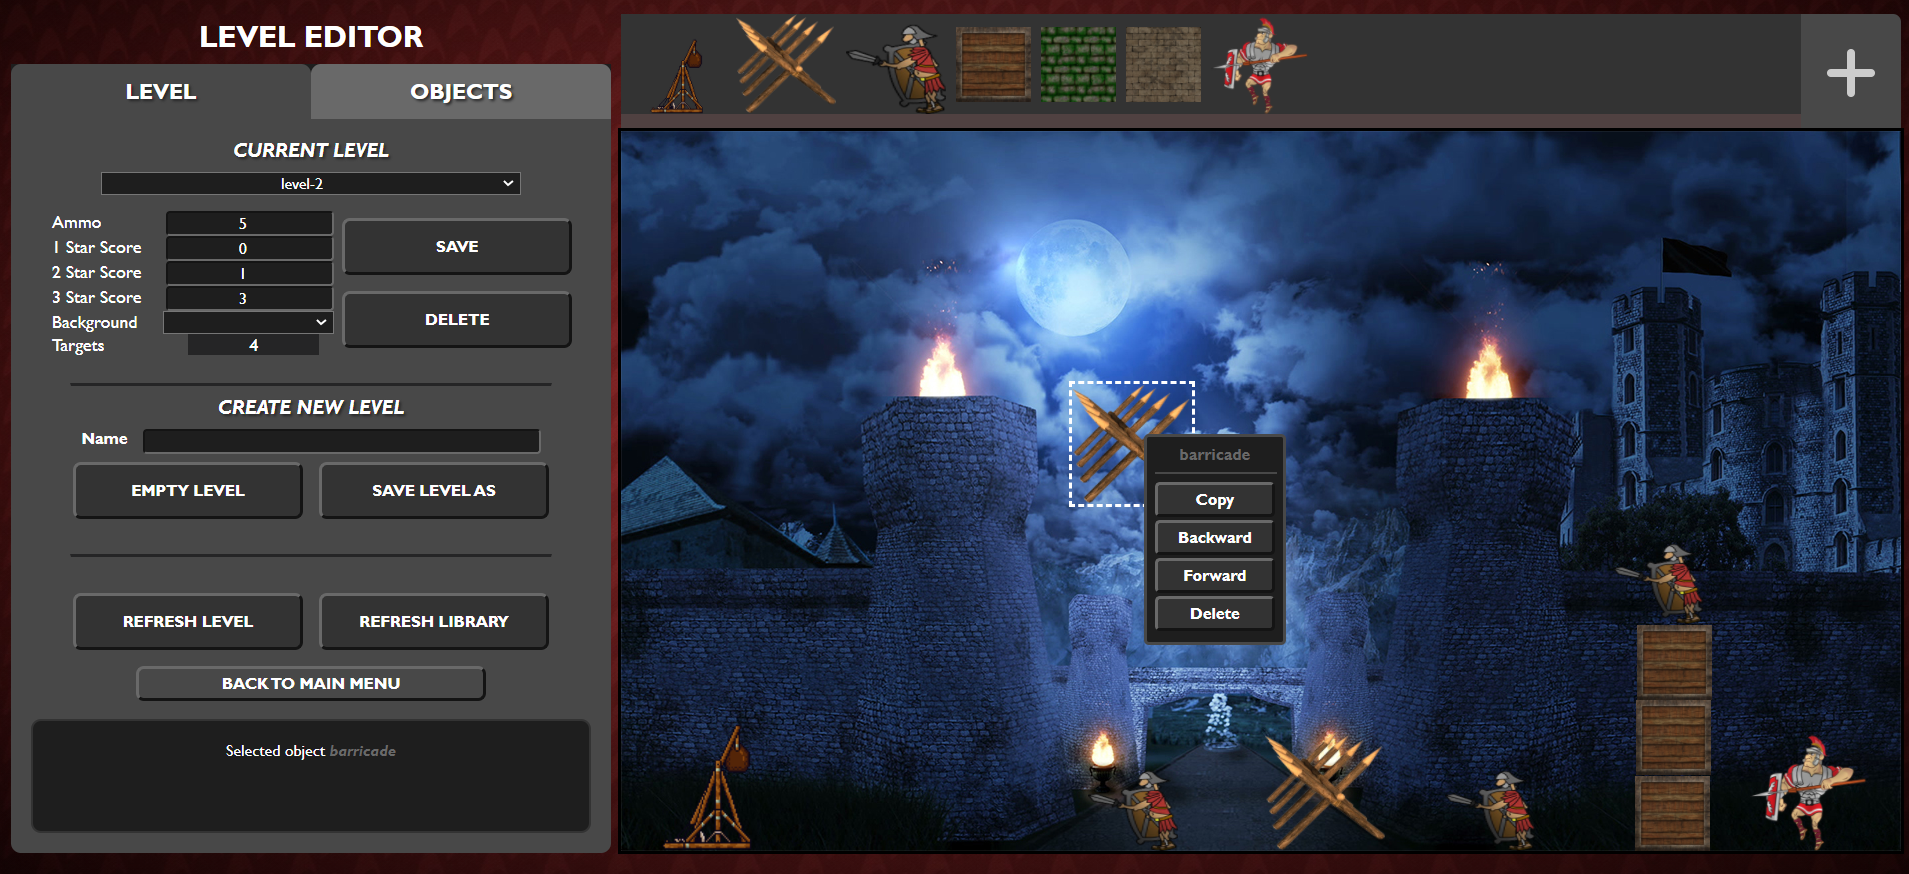 LEVEL EDITOR
LEVEL
OBJECTS
CURRENT LEVEL
level-2
Ammo 5
1 Star Score 0
2 Star Score 1
3 Star Score 3
Background
Targets 4
SAVE
DELETE
CREATE NEW LEVEL
Name
EMPTY LEVEL
SAVE LEVEL AS
REFRESH LEVEL
REFRESH LIBRARY
BACK TO MAIN MENU
Selected object barricade
barricade
Copy
Backward
Forward
Delete